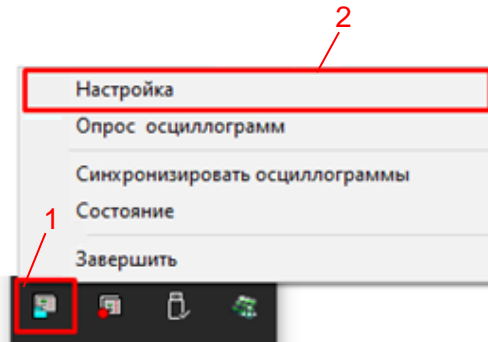 2
Настройка
Опрос осциллограмм
Синхронизировать осциллограммы
Состояние
1
Завершить